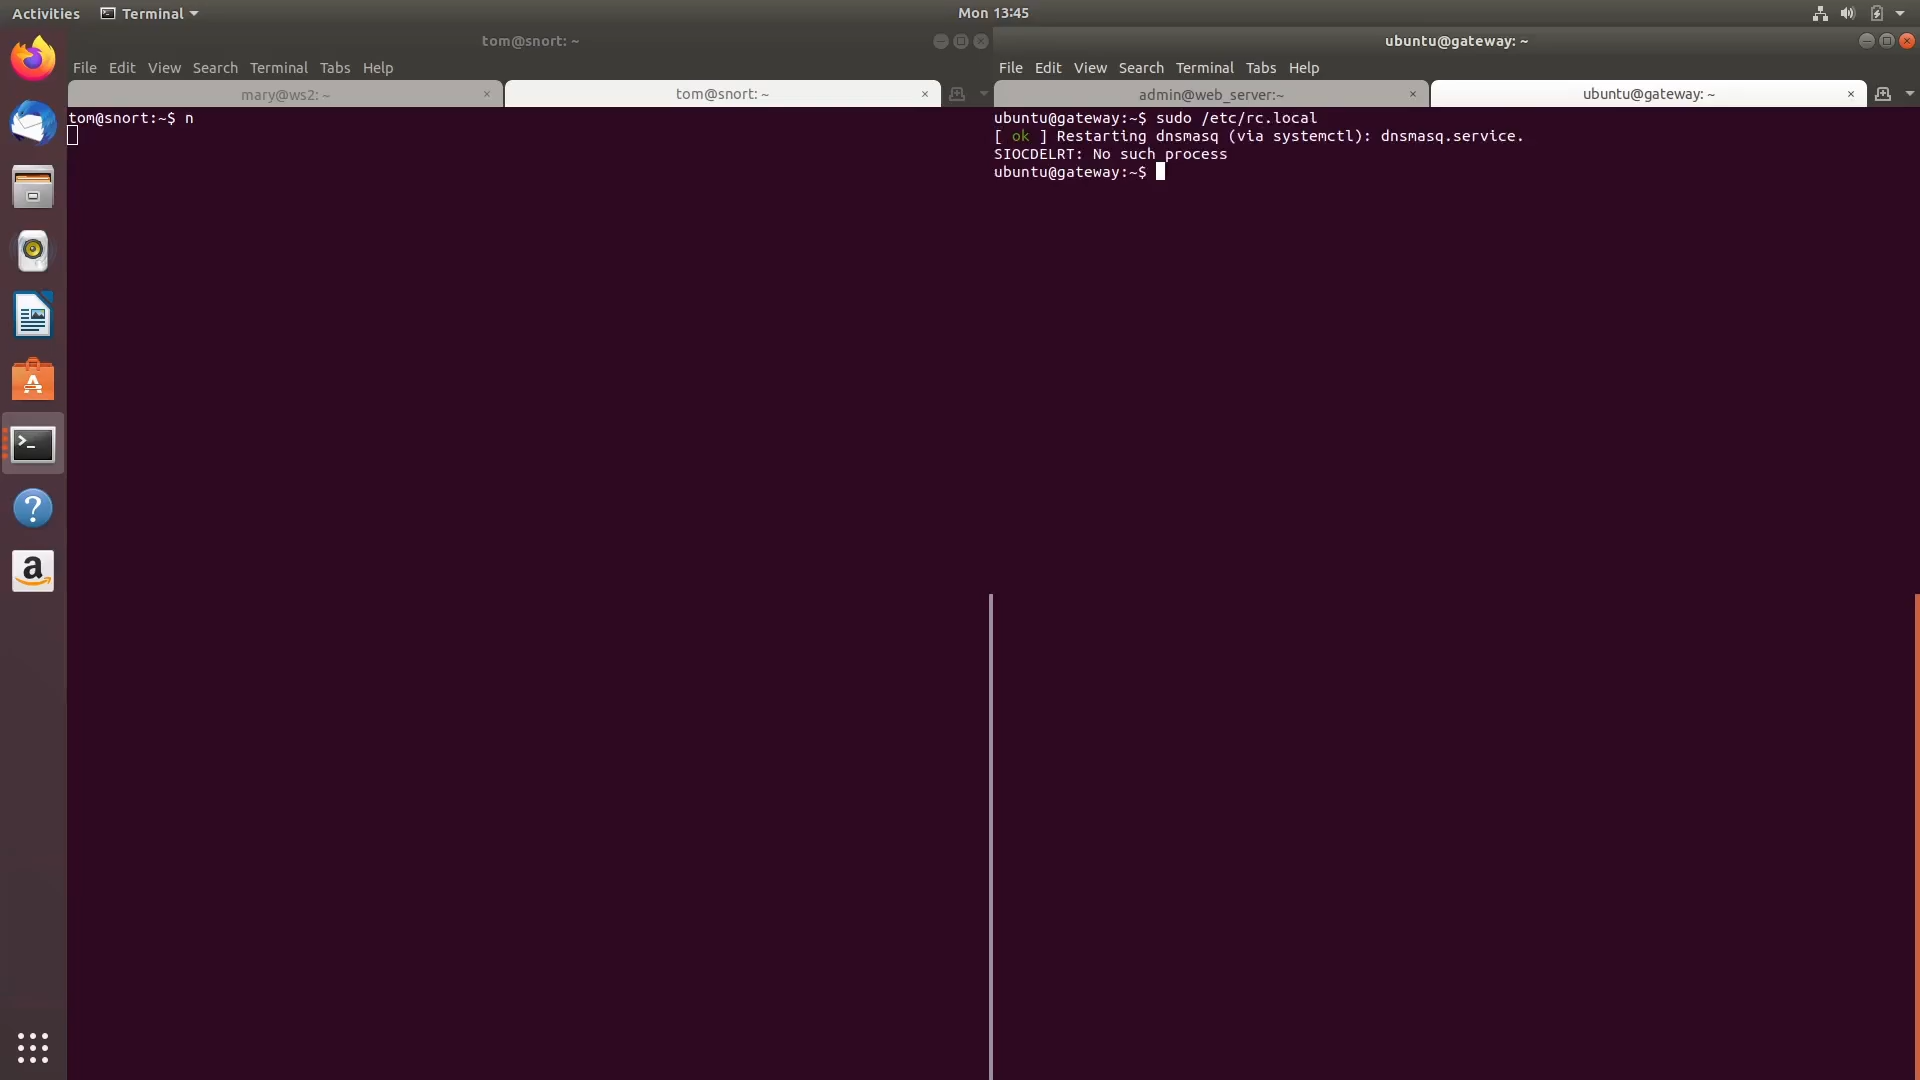 Activities Terminal Mon 13:45
tom@snort: ~
File Edit View Search Terminal Tabs Help
mary@ws2: ~ × tom@snort: ~ ×
tom@snort:~$ n
ubuntu@gateway: ~
File Edit View Search Terminal Tabs Help
admin@web_server:~ × ubuntu@gateway: ~ ×
ubuntu@gateway:~$ sudo /etc/rc.local
[ ok ] Restarting dnsmasq (via systemctl): dnsmasq.service.
SIOCDELRT: No such process
ubuntu@gateway:~$